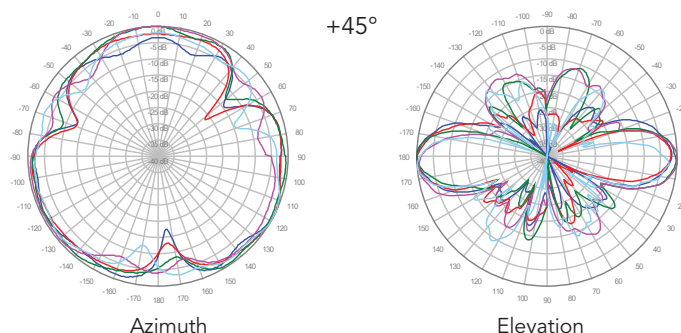 +45°
-10 0 10
-20 20
-30 30
-40 40
-50 50
-60 60
-70 70
-80 80
-90 90
-100 100
-110 110
-120 120
-130 130
-140 140
-150 150
-160 160
-170 180 170
0 dB
-5 dB
-10 dB
-15 dB
-20 dB
-25 dB
-30 dB
-35 dB
-40 dB
Azimuth
-100 -90 -80
-110 -70
-120 -60
-130 -50
-140 -40
-150 -30
-160 -2
-170
180
170
160
150 30
140 40
130 50
120 60
110 70
100 90 80
0 dB
-5 dB
-10 dB
-15 dB
Elevation